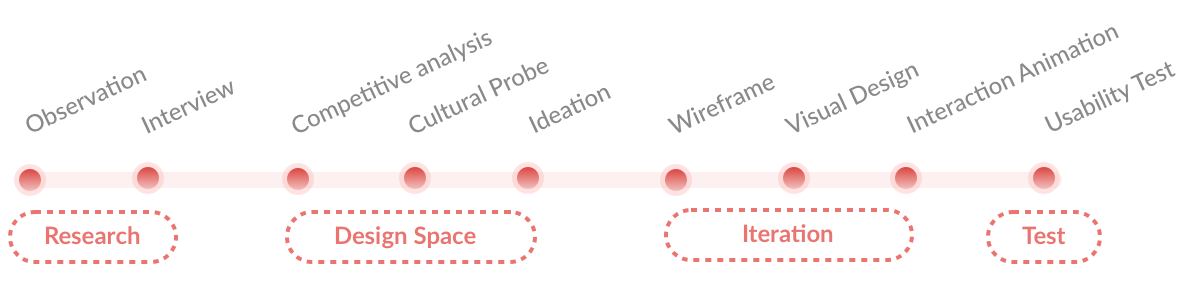 Observation
Interview
Competitive analysis
Cultural Probe
Ideation
Wireframe
Visual Design
Interaction Animation
Usability Test
Research
Design Space
Iteration
Test